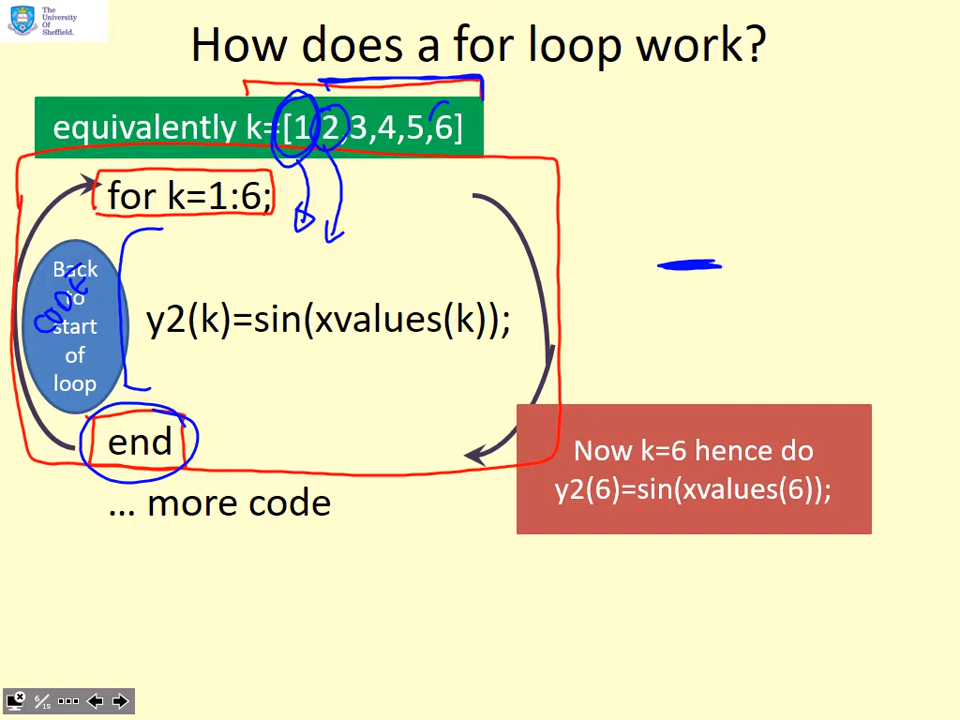 The
University
Of
Sheffield.
How does a for loop work?
equivalently k=[1,2,3,4,5,6]
for k=1:6;
Back
to
start
of
loop
CODE
y2(k)=sin(xvalues(k));
end
Now k=6 hence do
y2(6)=sin(xvalues(6));
... more code
6/15